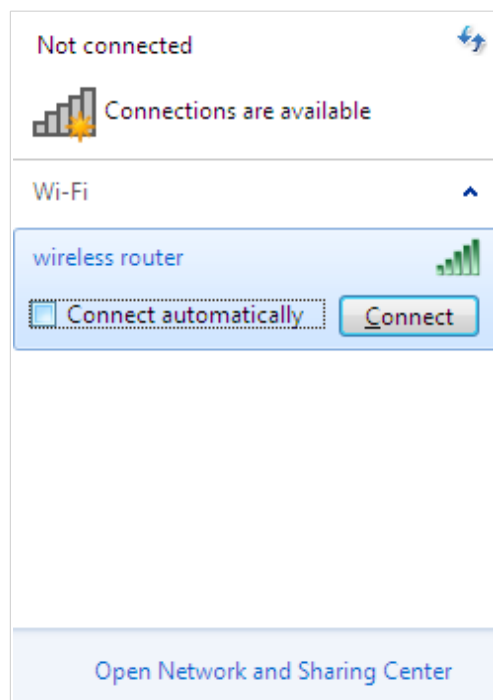 Not connected
Connections are available
Wi-Fi
wireless router
Connect automatically
Connect
Open Network and Sharing Center